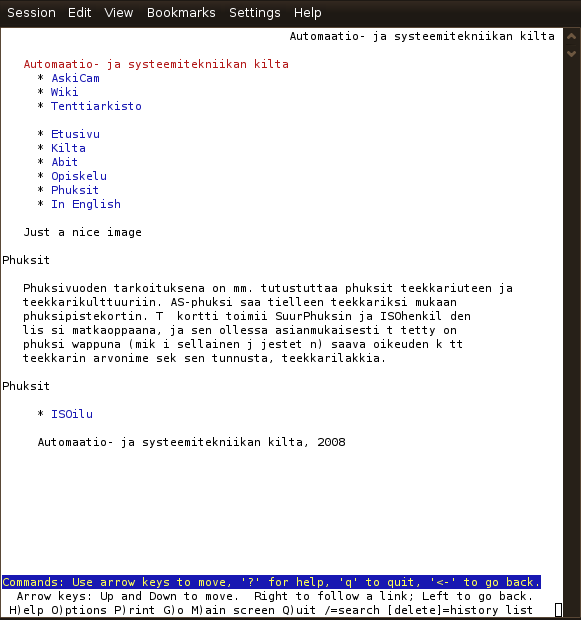 Session Edit View Bookmarks Settings Help
Automaatio- ja systeemitekniikan kilta
Automaatio- ja systeemitekniikan kilta
* AskiCam
* Wiki
* Tenttiarkisto
* Etusivu
* Kilta
* Abit
* Opiskelu
* Phuksit
* In English
Just a nice image
Phuksit
Phuksivuoden tarkoituksena on mm. tutustuttaa phuksit teekkariuteen ja
teekkarikulttuuriin. AS-phuksi saa tielleen teekkariksi mukaan
phuksipistekortin. T  kortti toimii SuurPhuksin ja ISOhenkil den
lis si matkaoppaana, ja sen ollessa asianmukaisesti t tetty on
phuksi wappuna (mik i sellainen j jestet n) saava oikeuden k tt
teekkarin arvonime sek sen tunnusta, teekkarilakkia.
Phuksit
* ISOilu
Automaatio- ja systeemitekniikan kilta, 2008
Commands: Use arrow keys to move, '?' for help, 'q' to quit, '<-' to go back.
Arrow keys: Up and Down to move.  Right to follow a link; Left to go back.
H)elp O)ptions P)rint G)o M)ain screen Q)uit /=search [delete]=history list